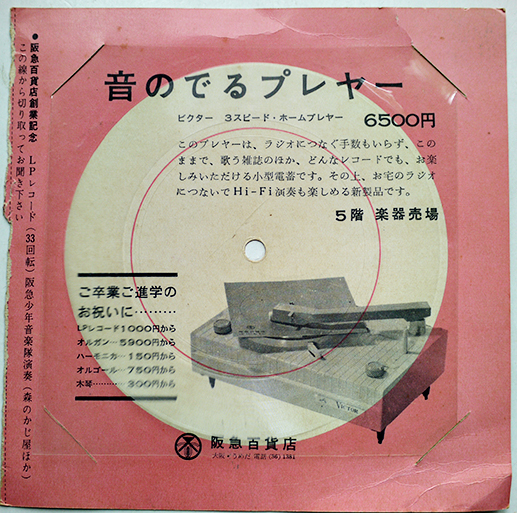 ●阪急百貨店創業記念 LPレコード(33回転)阪急少年音楽隊演奏(森のかじ屋ほか)
この線から切り取ってお聞き下さい
音のでるプレヤー
ビクター 3スピード・ホームプレヤー 6500円
このプレヤーは、ラジオにつなぐ手数もいらず、この
ままで、歌う雑誌のほか、どんなレコードでも、お楽
しみいただける小型電蓄です。その上、お宅のラジオ
につないでHi-Fi演奏も楽しめる新製品です。
5階 楽器売場
ご卒業ご進学の
お祝いに………
LPレコード1000円から
オルガン…5900円から
ハーモニカ…150円から
オルゴール…750円から
木琴………300円から
VICTOR
阪急百貨店
大阪・うめだ 電話(36)1381